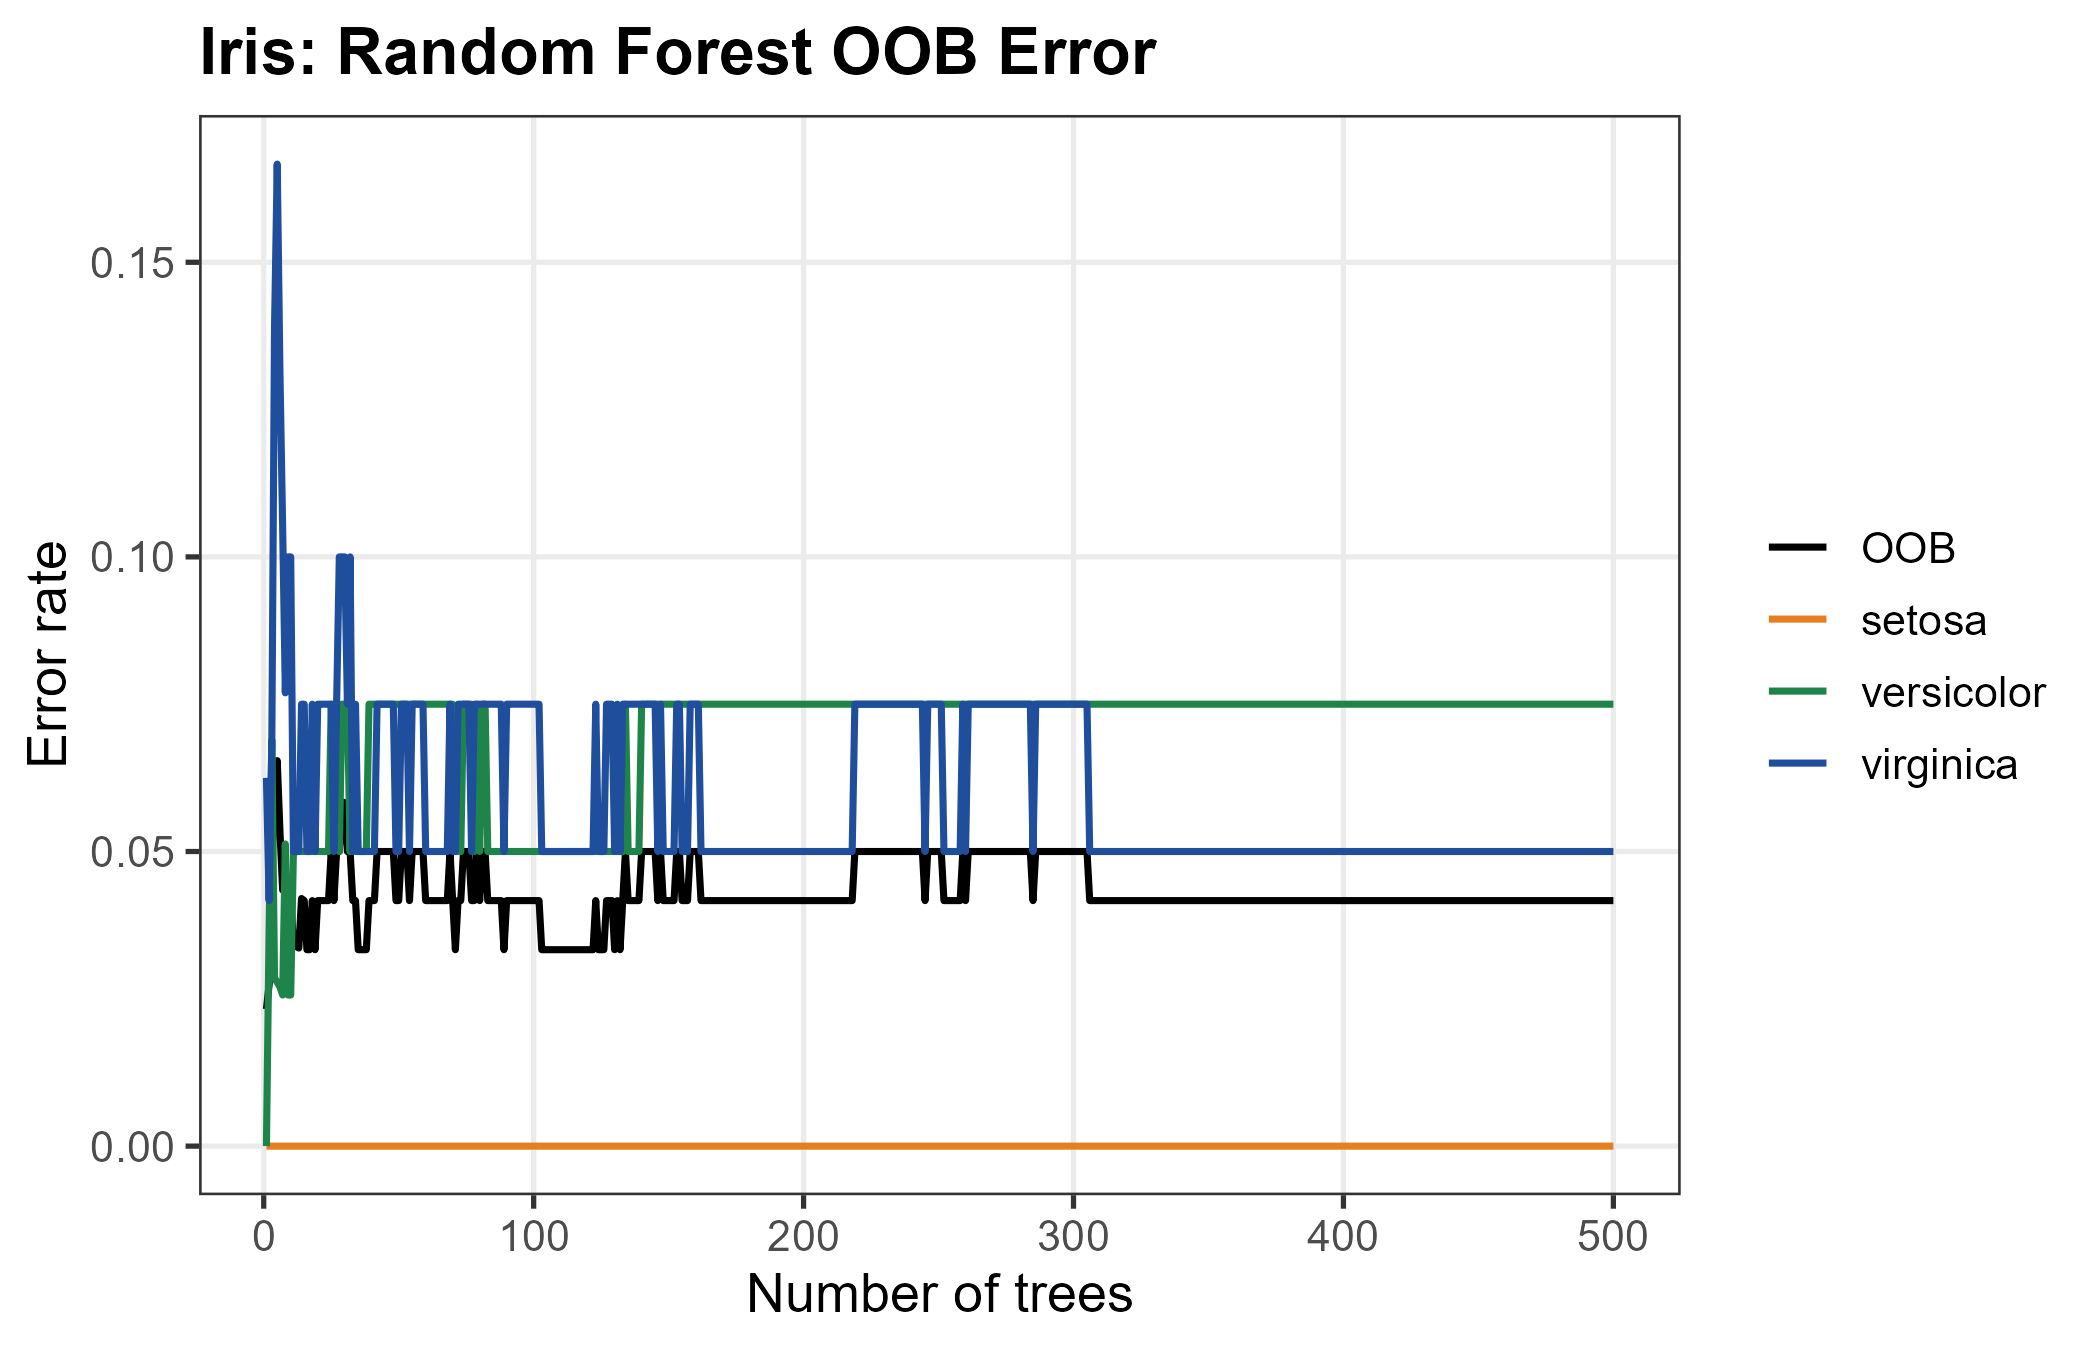 Iris: Random Forest OOB Error
Error rate
0.15
0.10
0.05
0.00
0 100 200 300 400 500
Number of trees
OOB
setosa
versicolor
virginica